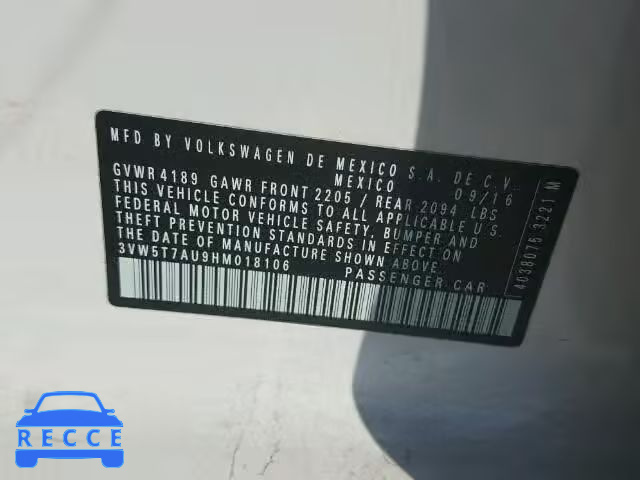 MFD BY VOLKSWAGEN DE MEXICO S.A. DE C.V.
MEXICO 09/16
GVWR 4189 GAWR FRONT 2205 / REAR 2094 LBS
THIS VEHICLE CONFORMS TO ALL APPLICABLE U.S.
FEDERAL MOTOR VEHICLE SAFETY, BUMPER AND
THEFT PREVENTION STANDARDS IN EFFECT ON
THE DATE OF MANUFACTURE SHOWN ABOVE.
3VW5T7AU9HM018106 PASSENGER CAR
4038076 3221 M
RECCE